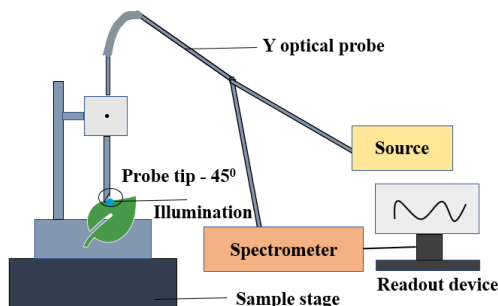 Y optical probe
Source
Probe tip - 45⁰
Illumination
Spectrometer
Readout device
Sample stage